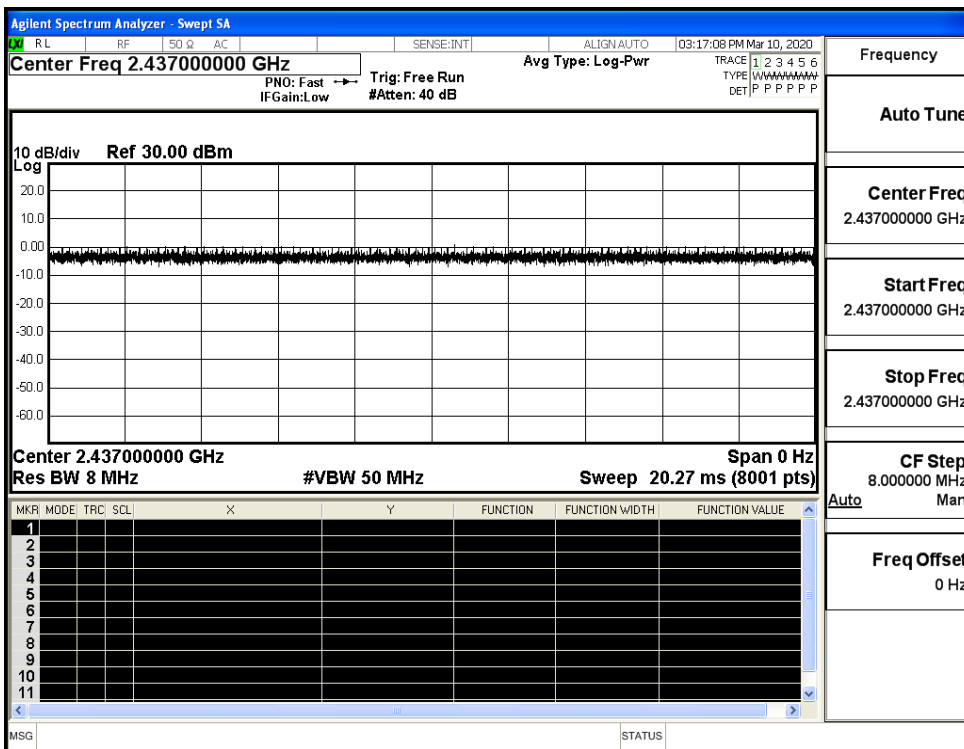 Agilent Spectrum Analyzer - Swept SA
LXI RL RF 50 Ω AC SENSE:INT ALIGN AUTO 03:17:08 PM Mar 10, 2020
Center Freq 2.437000000 GHz
PNO: Fast
IFGain:Low
Trig: Free Run
#Atten: 40 dB
Avg Type: Log-Pwr
TRACE 1 2 3 4 5 6
TYPE WWWWWW
DET P P P P P P
10 dB/div Ref 30.00 dBm
Log
20.0
10.0
0.00
-10.0
-20.0
-30.0
-40.0
-50.0
-60.0
Center 2.437000000 GHz Span 0 Hz
Res BW 8 MHz #VBW 50 MHz Sweep 20.27 ms (8001 pts)
MKR MODE TRC SCL X Y FUNCTION FUNCTION WIDTH FUNCTION VALUE
1
2
3
4
5
6
7
8
9
10
11
MSG STATUS
Frequency
Auto Tune
Center Freq
2.437000000 GHz
Start Freq
2.437000000 GHz
Stop Freq
2.437000000 GHz
CF Step
8.000000 MHz
Auto Man
Freq Offset
0 Hz